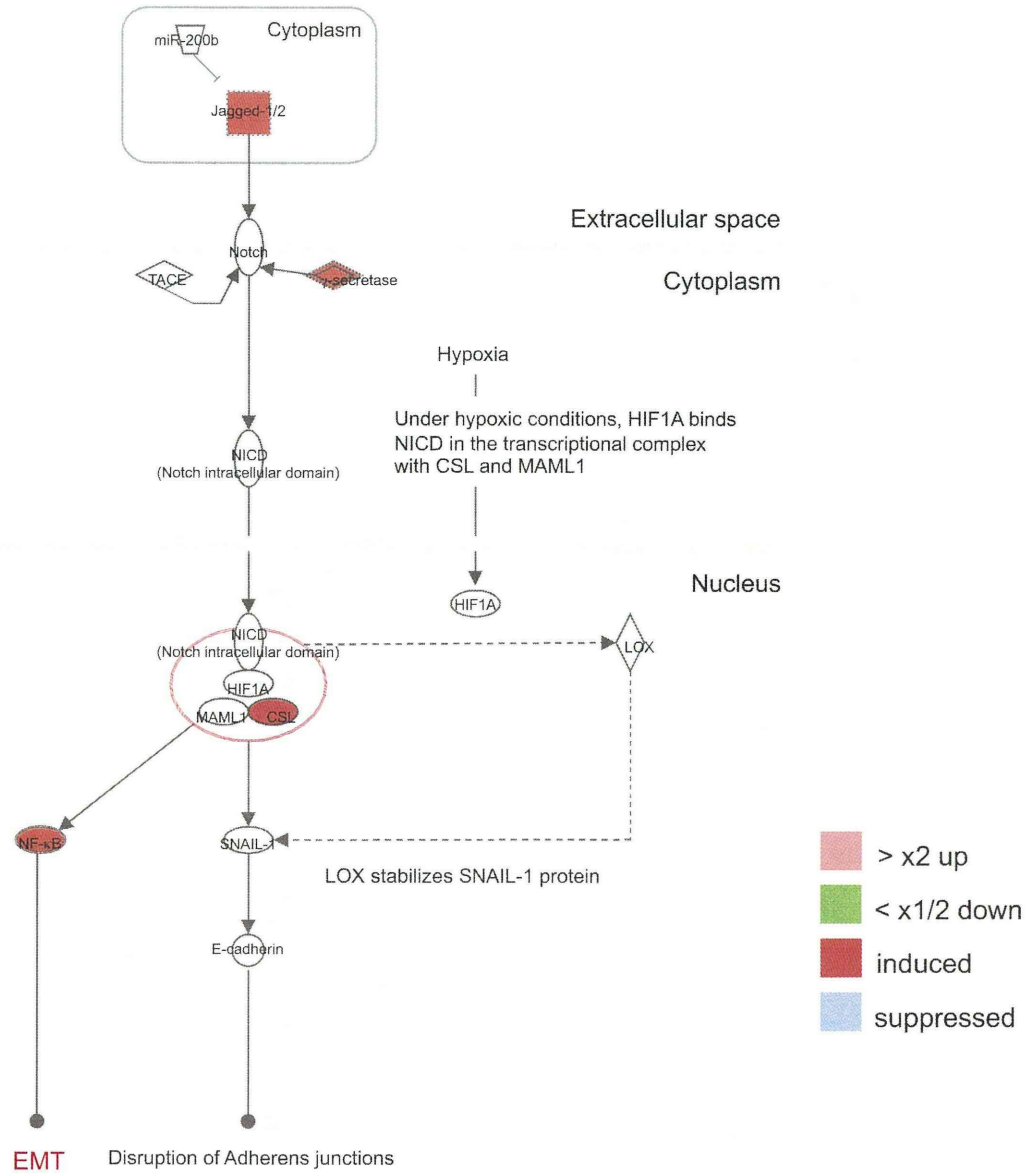 Cytoplasm
miR-200b
Jagged-1/2
Extracellular space
Notch
TACE
γ-secretase
Cytoplasm
Hypoxia
Under hypoxic conditions, HIF1A binds
NICD in the transcriptional complex
with CSL and MAML1
NICD
(Notch intracellular domain)
Nucleus
HIF1A
NICD
(Notch intracellular domain)
LOX
HIF1A
MAML1
CSL
NF-κB
SNAIL-1
LOX stabilizes SNAIL-1 protein
E-cadherin
> x2 up
< x1/2 down
induced
suppressed
EMT
Disruption of Adherens junctions